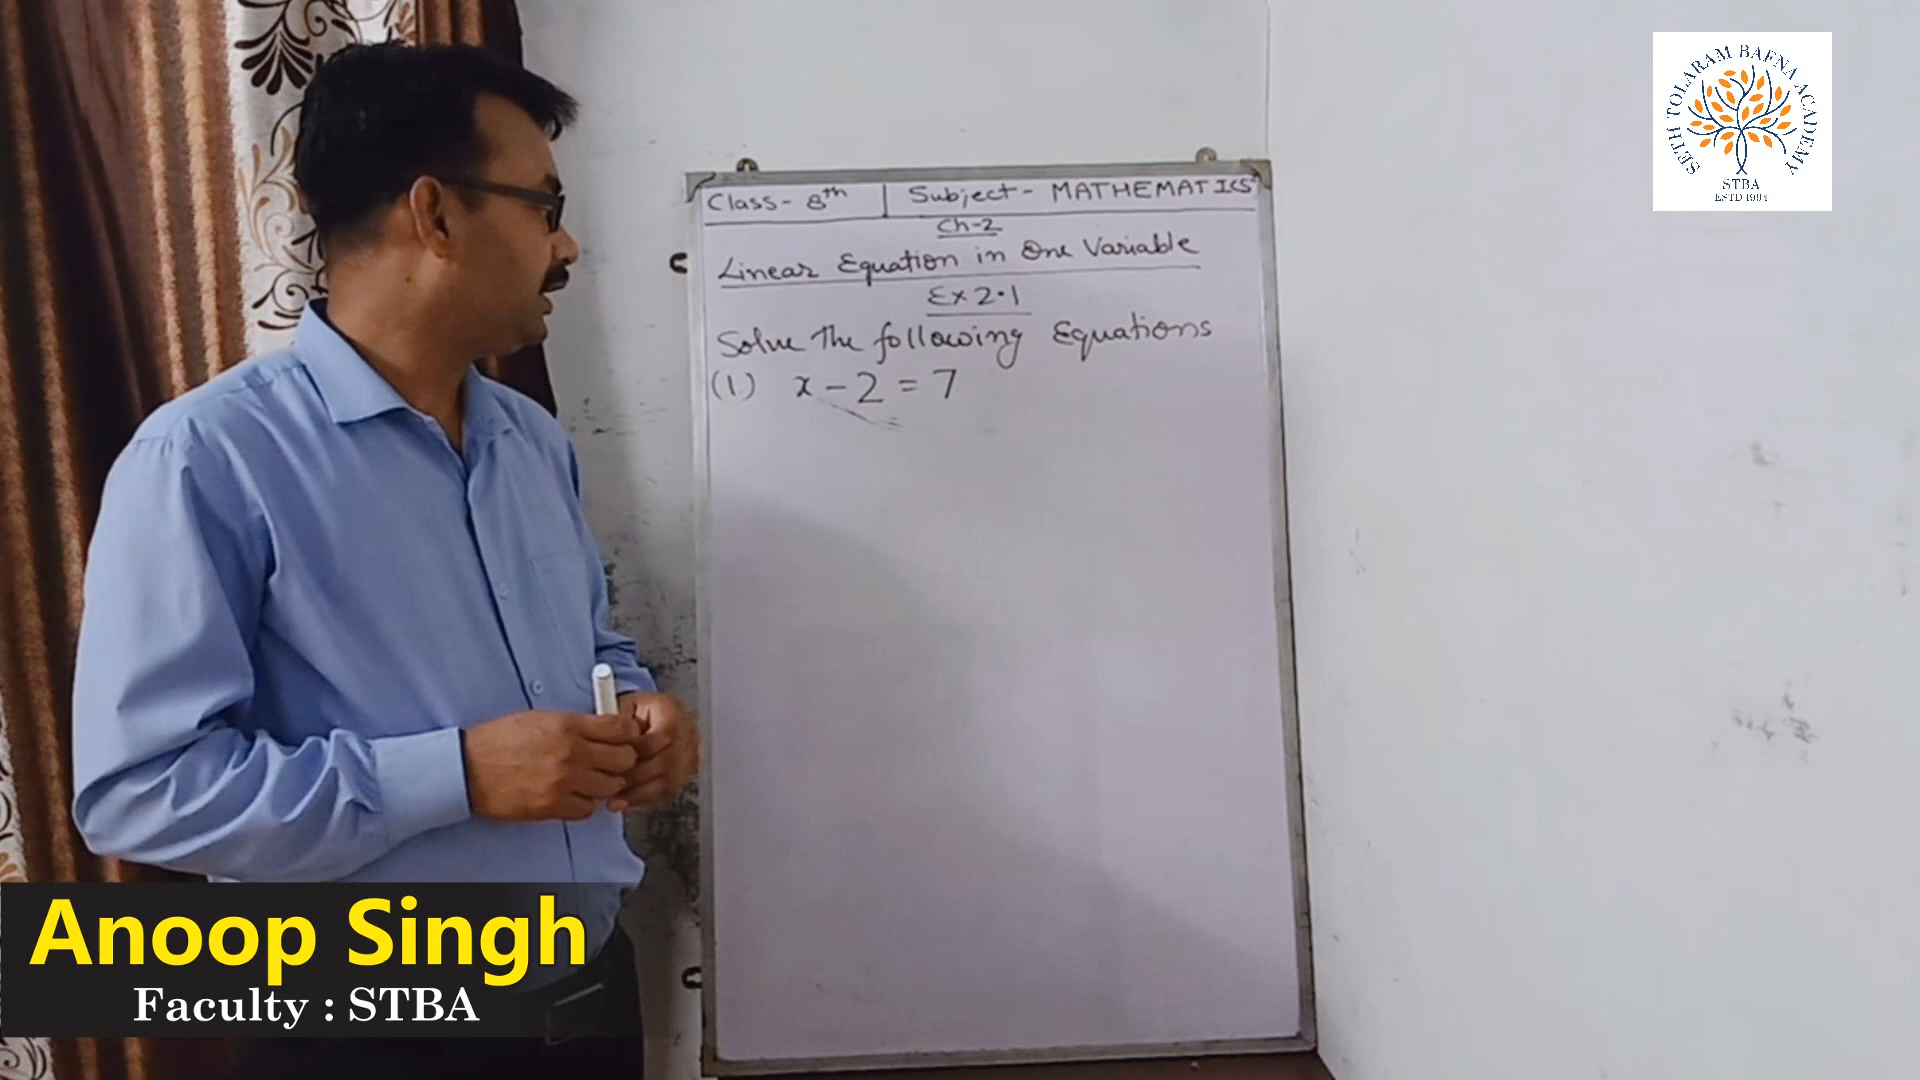 SETH TOLARAM BAFNA ACADEMY
STBA
ESTD 1994
Class- 8th | Subject- MATHEMATICS
Ch-2
Linear Equation in One Variable
Ex 2.1
Solve the following Equations
(1) x - 2 = 7
Anoop Singh
Faculty : STBA